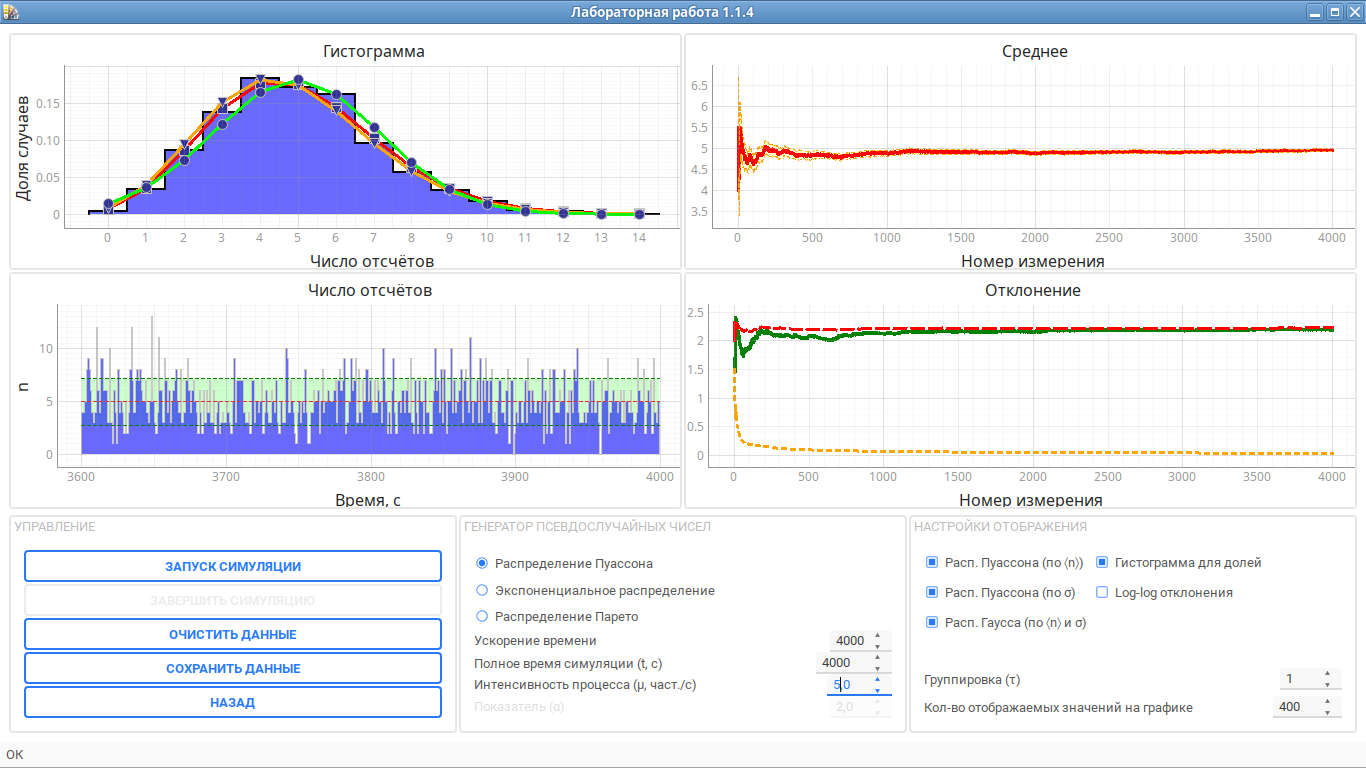 Лабораторная работа 1.1.4
Гистограмма
Доля случаев
0.15
0.10
0.05
0
0 1 2 3 4 5 6 7 8 9 10 11 12 13 14
Число отсчётов
Среднее
6.5
6
5.5
5
4.5
4
3.5
0 500 1000 1500 2000 2500 3000 3500 4000
Номер измерения
Число отсчётов
n
10
5
0
3600 3700 3800 3900 4000
Время, с
Отклонение
2.5
2
1.5
1
0.5
0
0 500 1000 1500 2000 2500 3000 3500 4000
Номер измерения
УПРАВЛЕНИЕ
ЗАПУСК СИМУЛЯЦИИ
ЗАВЕРШИТЬ СИМУЛЯЦИЮ
ОЧИСТИТЬ ДАННЫЕ
СОХРАНИТЬ ДАННЫЕ
НАЗАД
ГЕНЕРАТОР ПСЕВДОСЛУЧАЙНЫХ ЧИСЕЛ
Распределение Пуассона
Экспоненциальное распределение
Распределение Парето
Ускорение времени 4000
Полное время симуляции (t, с) 4000
Интенсивность процесса (μ, част./с) 5,0
Показатель (α) 2,0
НАСТРОЙКИ ОТОБРАЖЕНИЯ
Расп. Пуассона (по ⟨n⟩) Гистограмма для долей
Расп. Пуассона (по σ) Log-log отклонения
Расп. Гаусса (по ⟨n⟩ и σ)
Группировка (τ) 1
Кол-во отображаемых значений на графике 400
ОК